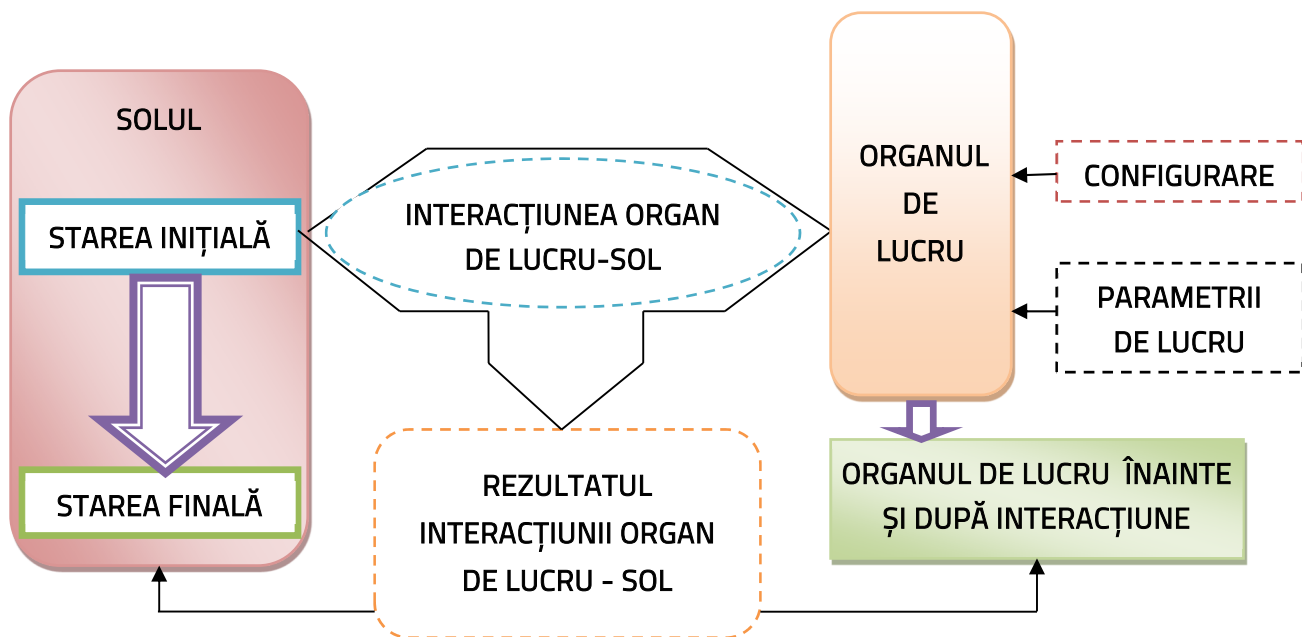 SOLUL
STAREA INIȚIALĂ
STAREA FINALĂ
INTERACȚIUNEA ORGAN
DE LUCRU-SOL
REZULTATUL
INTERACȚIUNII ORGAN
DE LUCRU - SOL
ORGANUL
DE
LUCRU
CONFIGURARE
PARAMETRII
DE LUCRU
ORGANUL DE LUCRU ÎNAINTE
ȘI DUPĂ INTERACȚIUNE